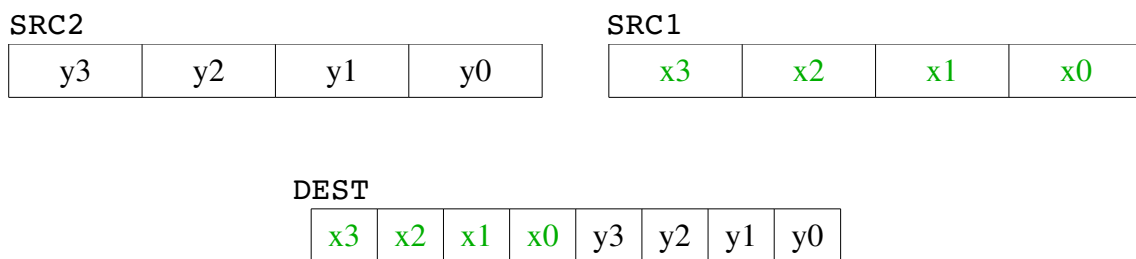 SRC2 SRC1
y3 y2 y1 y0 x3 x2 x1 x0
DEST
x3 x2 x1 x0 y3 y2 y1 y0